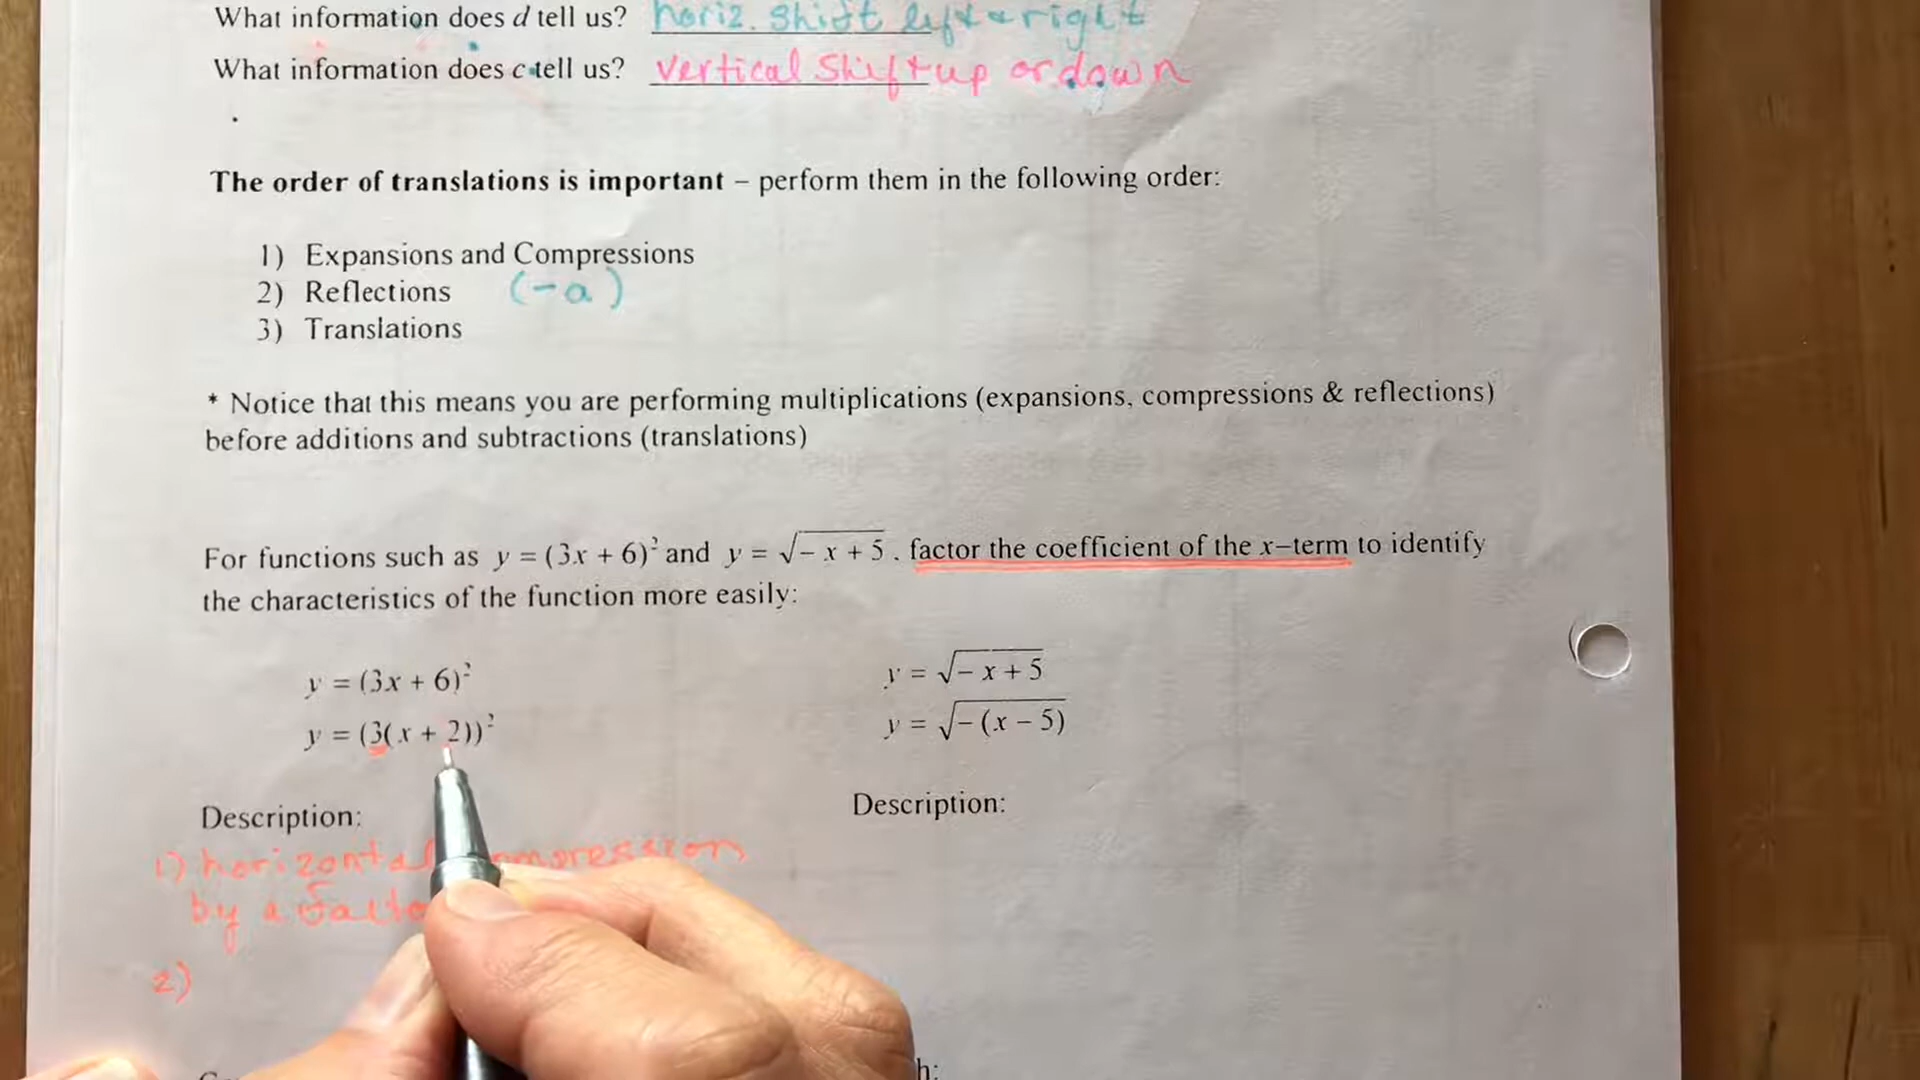 What information does d tell us? horiz. shift left & right
What information does c tell us? vertical shift up or down
The order of translations is important – perform them in the following order:
1) Expansions and Compressions
2) Reflections (-a)
3) Translations
* Notice that this means you are performing multiplications (expansions, compressions & reflections)
before additions and subtractions (translations)
For functions such as y = (3x + 6)² and y = √(-x + 5). factor the coefficient of the x–term to identify
the characteristics of the function more easily:
y = (3x + 6)² y = √(-x + 5)
y = (3(x + 2))² y = √(-(x – 5))
Description: Description:
1) horizontal
by a
2)
h: